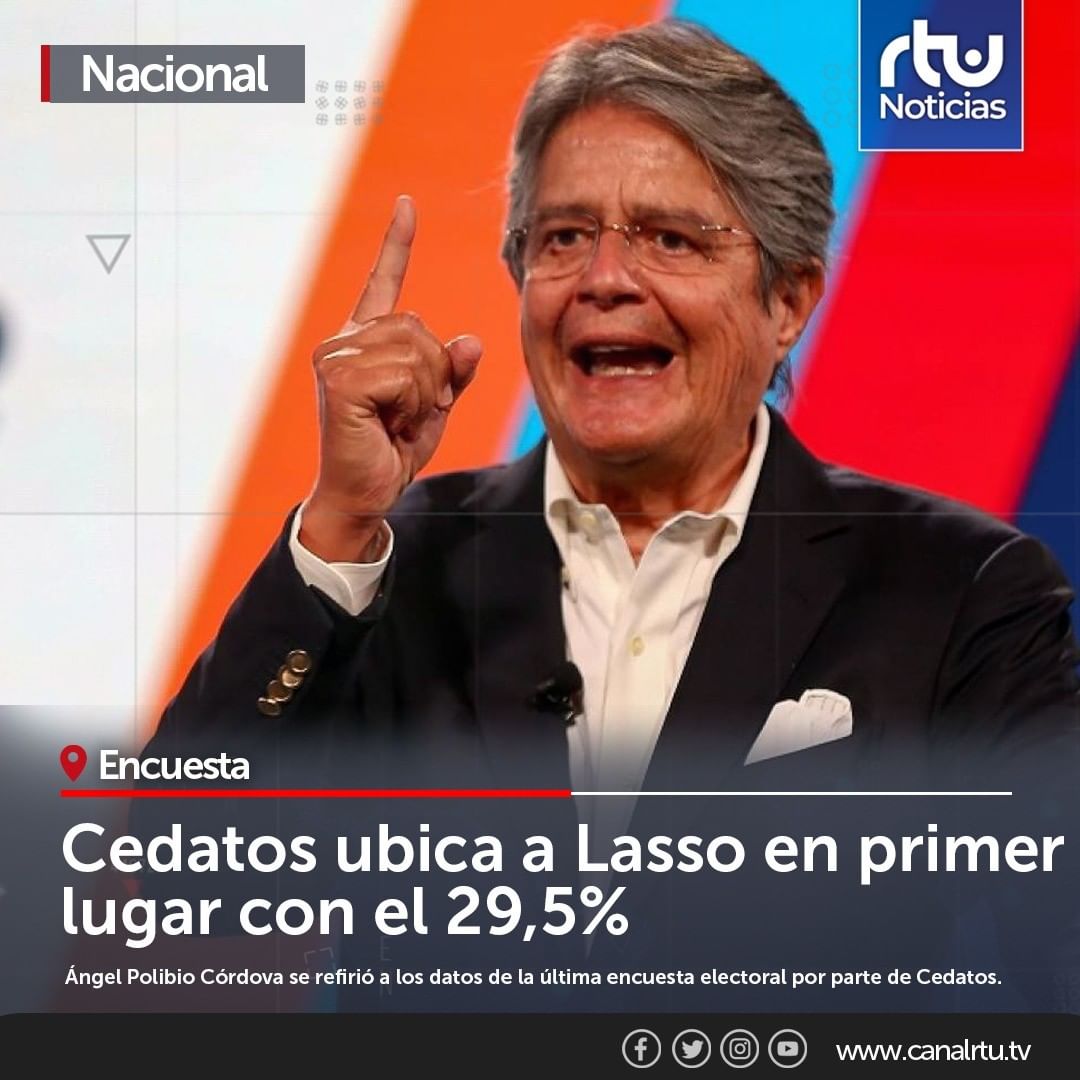 Nacional
rtu
Noticias
Encuesta
Cedatos ubica a Lasso en primer
lugar con el 29,5%
Ángel Polibio Córdova se refirió a los datos de la última encuesta electoral por parte de Cedatos.
www.canalrtu.tv